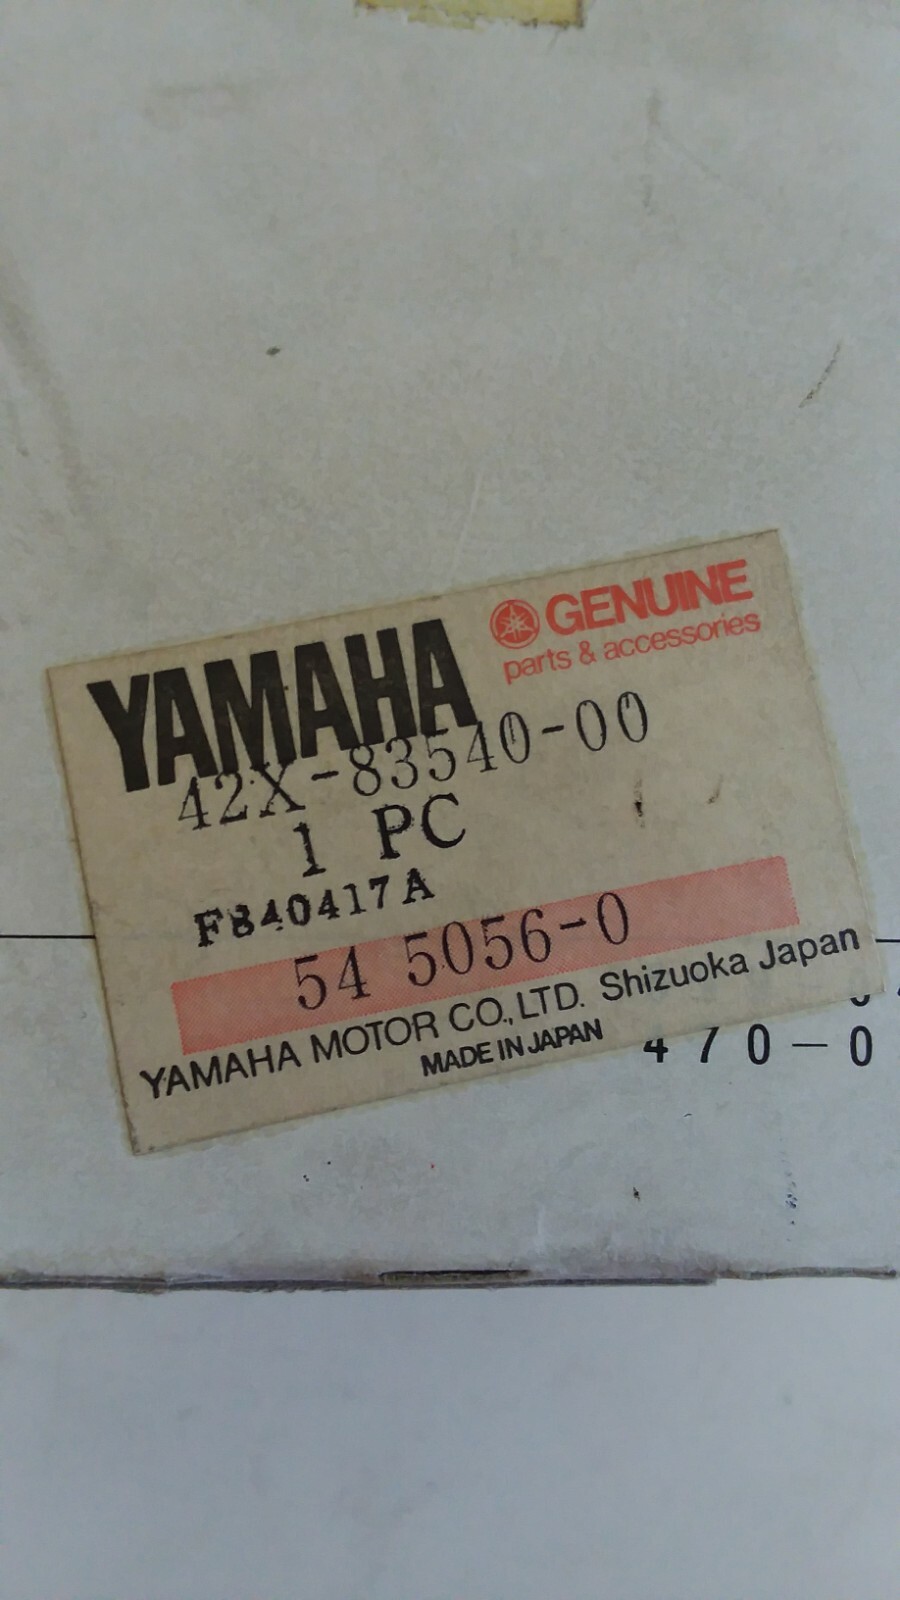 YAMAHA
GENUINE
parts & accessories
42X-83540-00
1 PC
F840417A
54 5056-0
YAMAHA MOTOR CO., LTD. Shizuoka Japan
MADE IN JAPAN
470-0